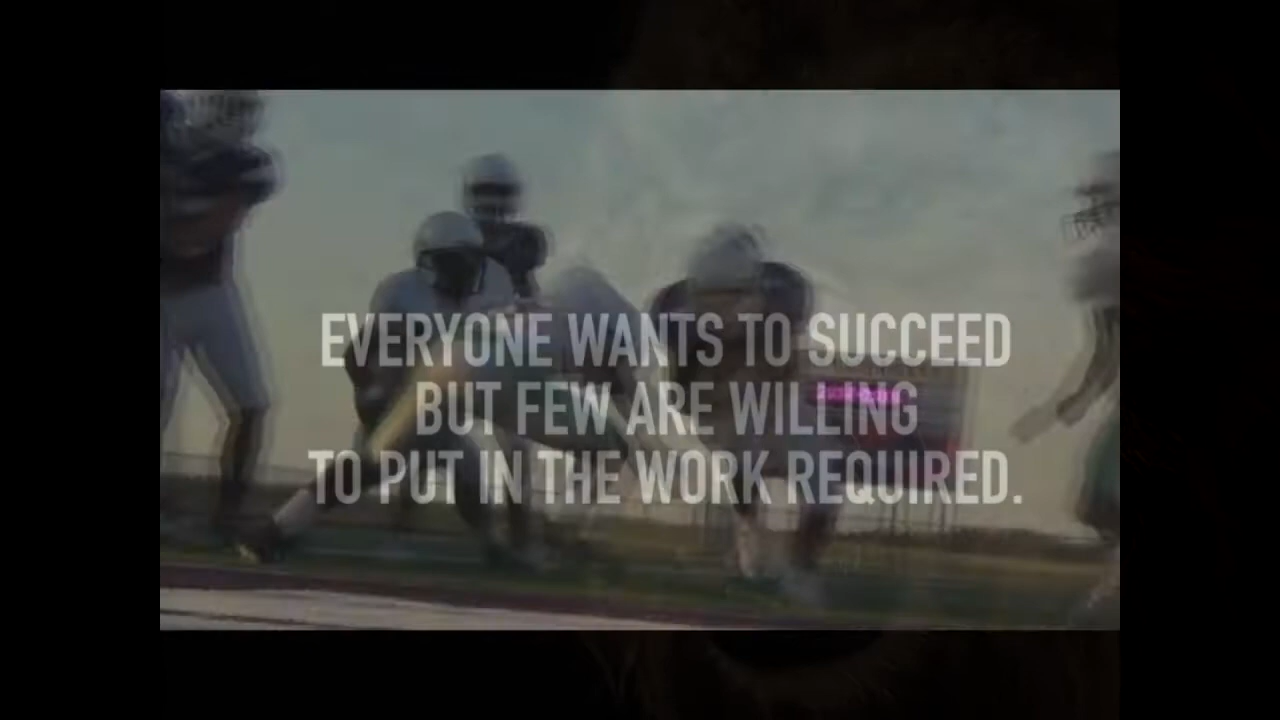 EVERYONE WANTS TO SUCCEED
BUT FEW ARE WILLING
TO PUT IN THE WORK REQUIRED.